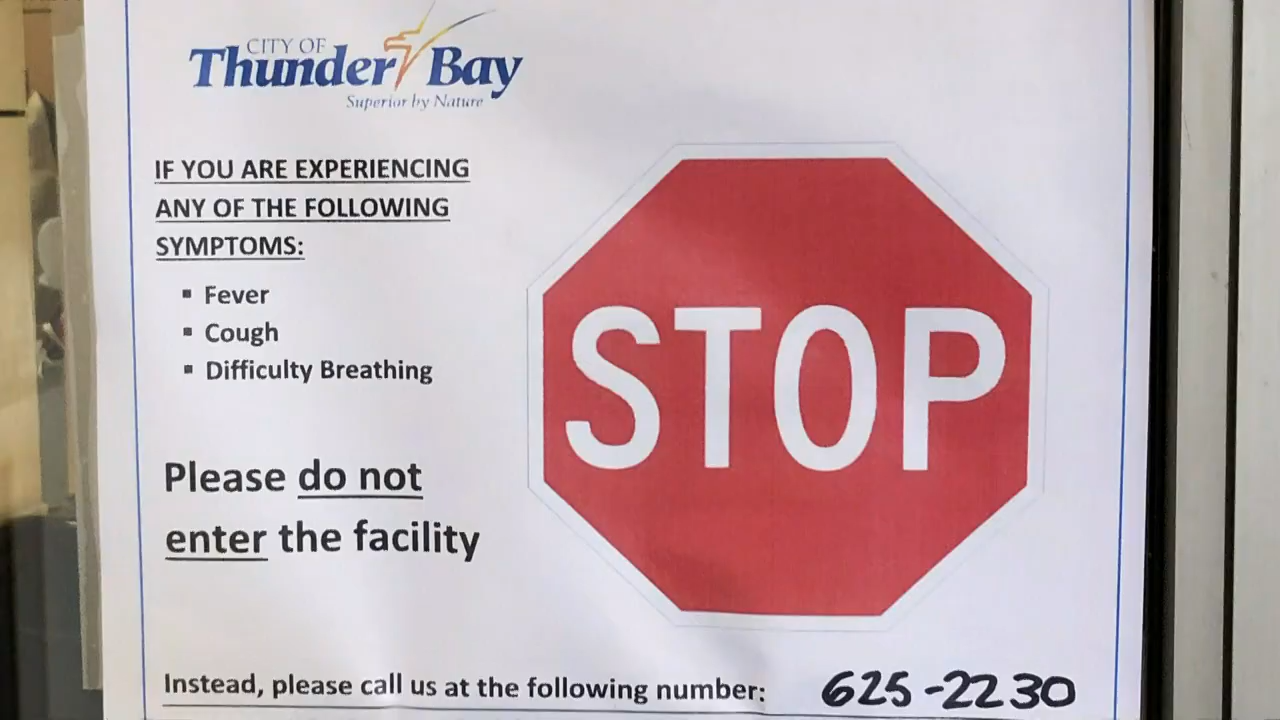 CITY OF
Thunder Bay
Superior by Nature
IF YOU ARE EXPERIENCING
ANY OF THE FOLLOWING
SYMPTOMS:
▪ Fever
▪ Cough
▪ Difficulty Breathing
Please do not
enter the facility
STOP
Instead, please call us at the following number: 625-2230